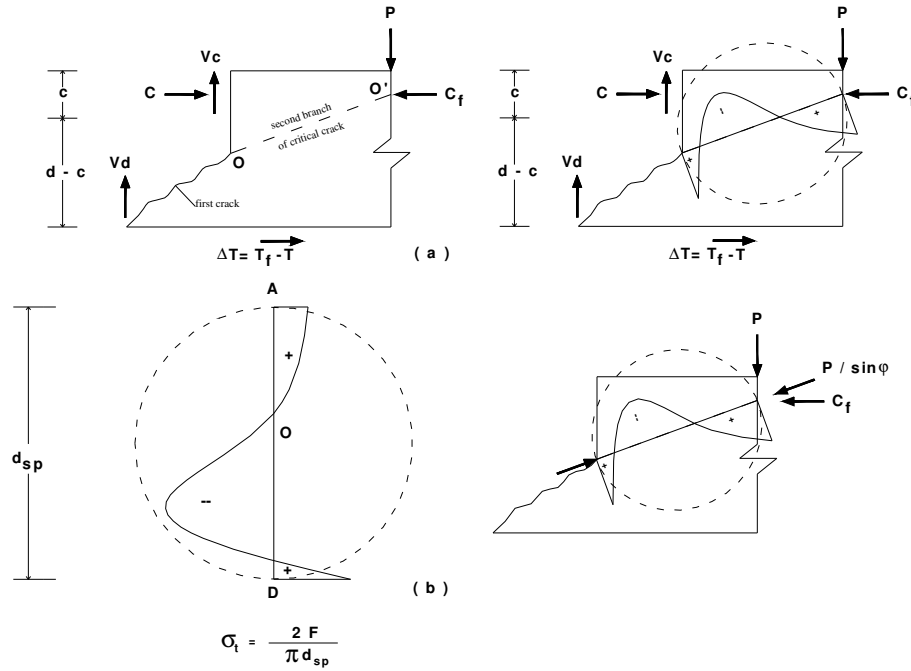 P
Vc
C
c
O'
C_f
second branch
of critical crack
O
d - c
Vd
first crack
ΔT= T_f - T
( a )
P
Vc
C
c
C_f
-
+
d - c
Vd
+
ΔT= T_f - T
A
+
O
d_sp
--
+
D
( b )
σ_t = 2 F / π d_sp
P
P / sinφ
C_f
-
+
+